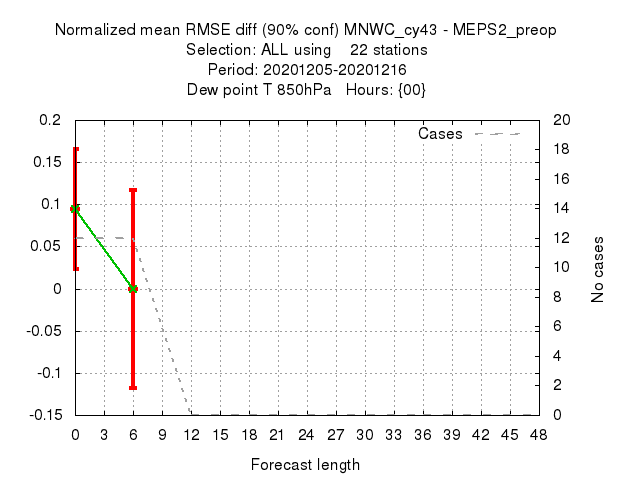 Normalized mean RMSE diff (90% conf) MNWC_cy43 - MEPS2_preop
Selection: ALL using    22 stations
Period: 20201205-20201216
Dew point T 850hPa   Hours: {00}
Cases
0.2
0.15
0.1
0.05
0
-0.05
-0.1
-0.15
20
18
16
14
12
10
8
6
4
2
0
No cases
0 3 6 9 12 15 18 21 24 27 30 33 36 39 42 45 48
Forecast length